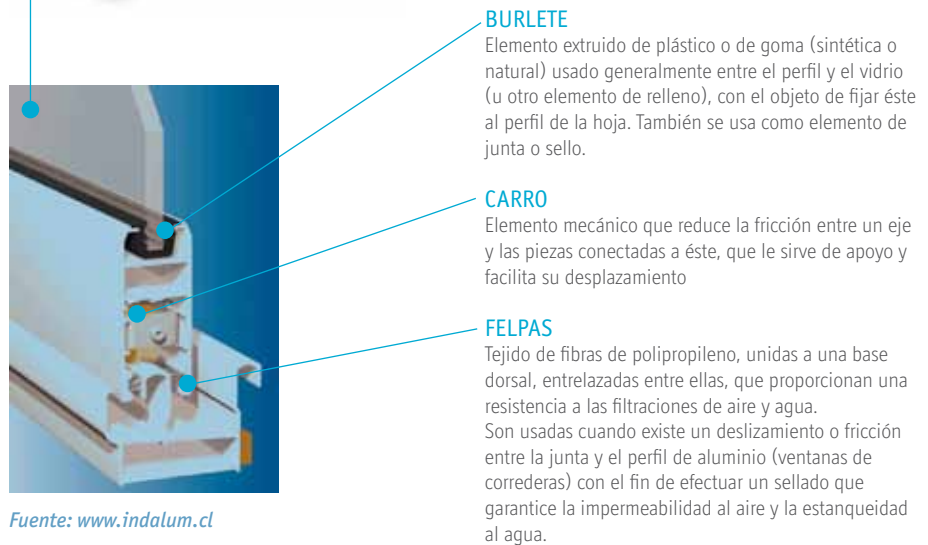 BURLETE
Elemento extruido de plástico o de goma (sintética o
natural) usado generalmente entre el perfil y el vidrio
(u otro elemento de relleno), con el objeto de fijar éste
al perfil de la hoja. También se usa como elemento de
junta o sello.
CARRO
Elemento mecánico que reduce la fricción entre un eje
y las piezas conectadas a éste, que le sirve de apoyo y
facilita su desplazamiento
FELPAS
Tejido de fibras de polipropileno, unidas a una base
dorsal, entrelazadas entre ellas, que proporcionan una
resistencia a las filtraciones de aire y agua.
Son usadas cuando existe un deslizamiento o fricción
entre la junta y el perfil de aluminio (ventanas de
correderas) con el fin de efectuar un sellado que
garantice la impermeabilidad al aire y la estanqueidad
al agua.
Fuente: www.indalum.cl